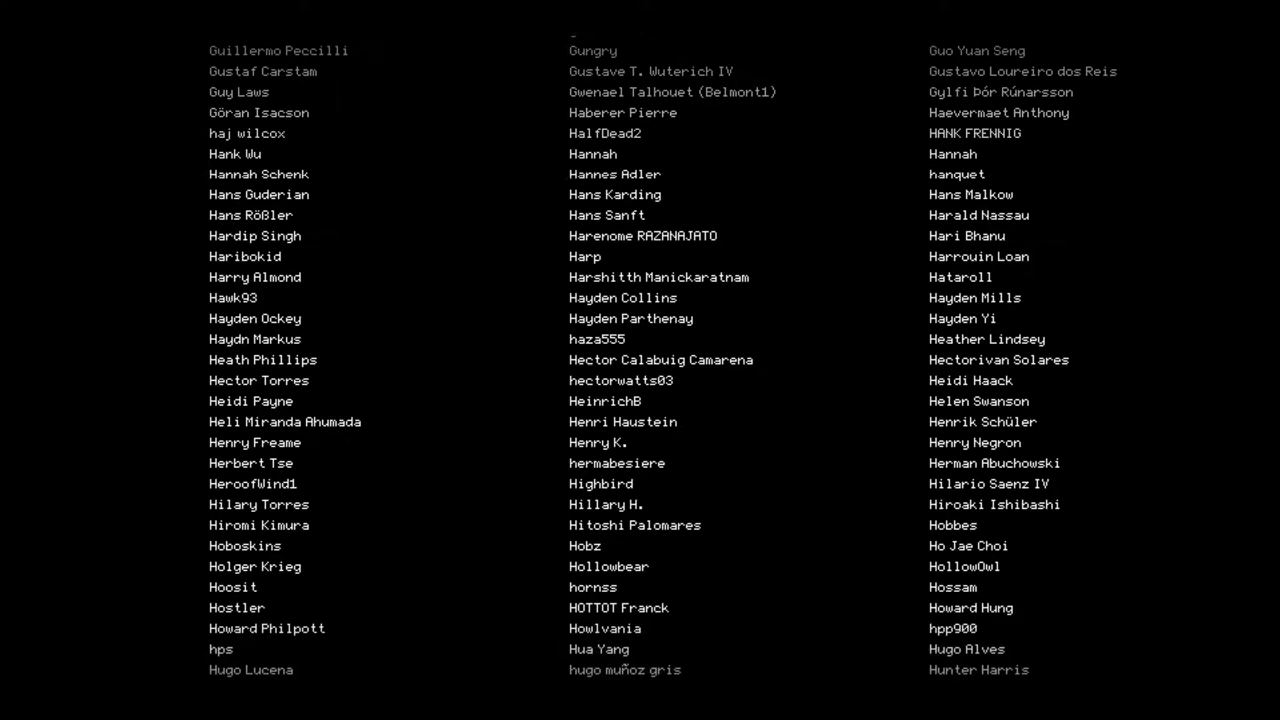 Guillermo Peccilli Gungry Guo Yuan Seng
Gustaf Carstam Gustave T. Wuterich IV Gustavo Loureiro dos Reis
Guy Laws Gwenael Talhouet (Belmont1) Gylfi Þór Rúnarsson
Göran Isacson Haberer Pierre Haevermaet Anthony
haj wilcox HalfDead2 HANK FRENNIG
Hank Wu Hannah Hannah
Hannah Schenk Hannes Adler hanquet
Hans Guderian Hans Karding Hans Malkow
Hans Rößler Hans Sanft Harald Nassau
Hardip Singh Harenome RAZANAJATO Hari Bhanu
Haribokid Harp Harrouin Loan
Harry Almond Harshitth Manickaratnam Hataroll
Hawk93 Hayden Collins Hayden Mills
Hayden Ockey Hayden Parthenay Hayden Yi
Haydn Markus haza555 Heather Lindsey
Heath Phillips Hector Calabuig Camarena Hectorivan Solares
Hector Torres hectorwatts03 Heidi Haack
Heidi Payne HeinrichB Helen Swanson
Heli Miranda Ahumada Henri Haustein Henrik Schüler
Henry Freame Henry K. Henry Negron
Herbert Tse hermabesiere Herman Abuchowski
HeroofWind1 Highbird Hilario Saenz IV
Hilary Torres Hillary H. Hiroaki Ishibashi
Hiromi Kimura Hitoshi Palomares Hobbes
Hoboskins Hobz Ho Jae Choi
Holger Krieg Hollowbear HollowOwl
Hoosit hornss Hossam
Hostler HOTTOT Franck Howard Hung
Howard Philpott Howlvania hpp900
hps Hua Yang Hugo Alves
Hugo Lucena hugo muñoz gris Hunter Harris